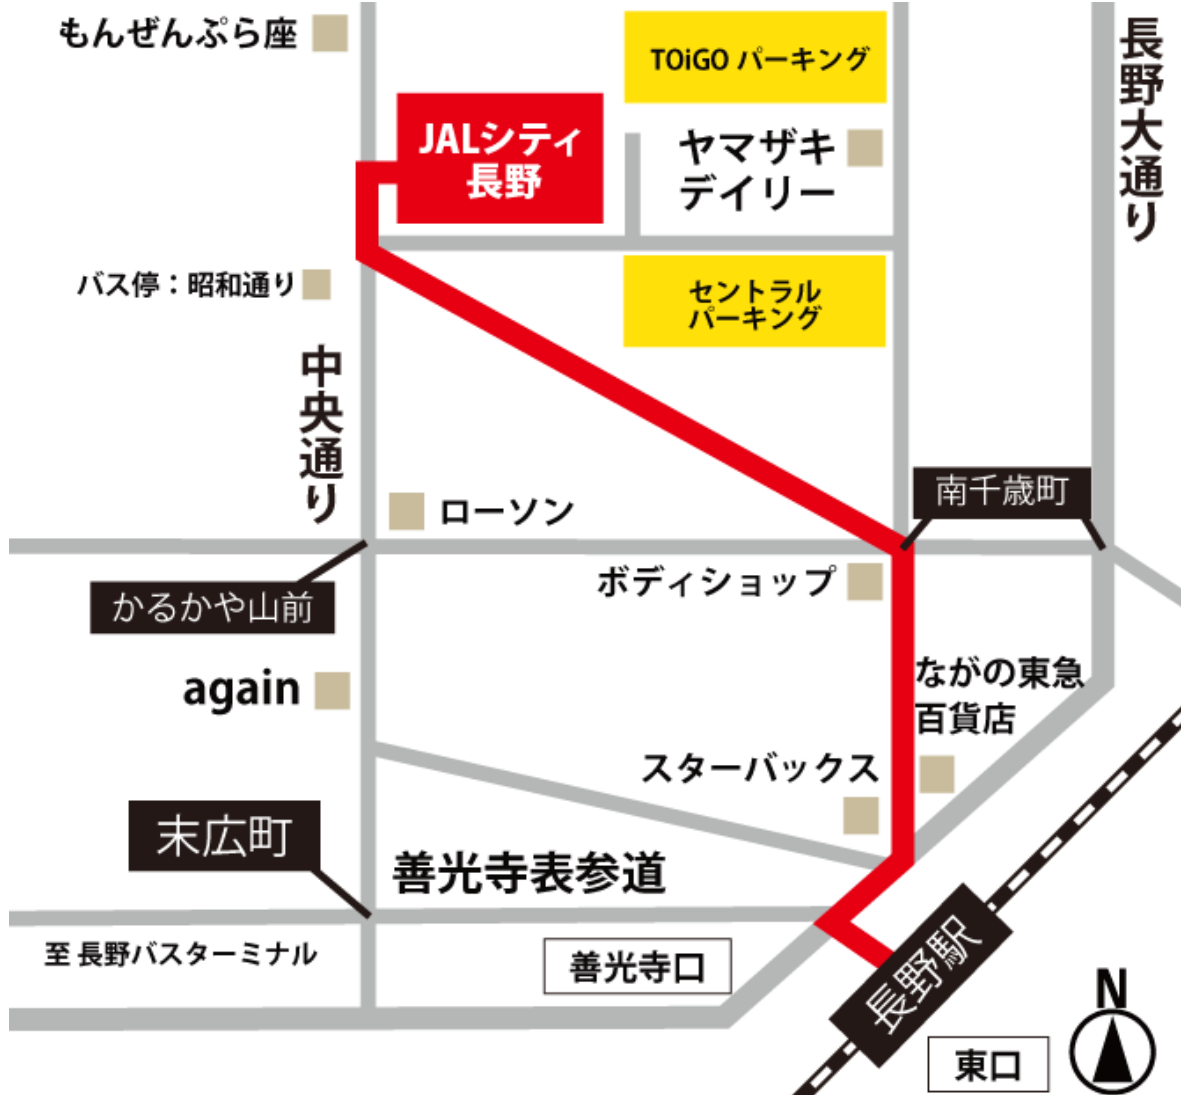 もんぜんぷら座
TOiGO パーキング
長野大通り
JALシティ
長野
ヤマザキ
デイリー
バス停：昭和通り
セントラル
パーキング
中央通り
南千歳町
ローソン
ボディショップ
かるかや山前
ながの東急
百貨店
again
スターバックス
末広町
善光寺表参道
至 長野バスターミナル
善光寺口
長野駅
N
東口